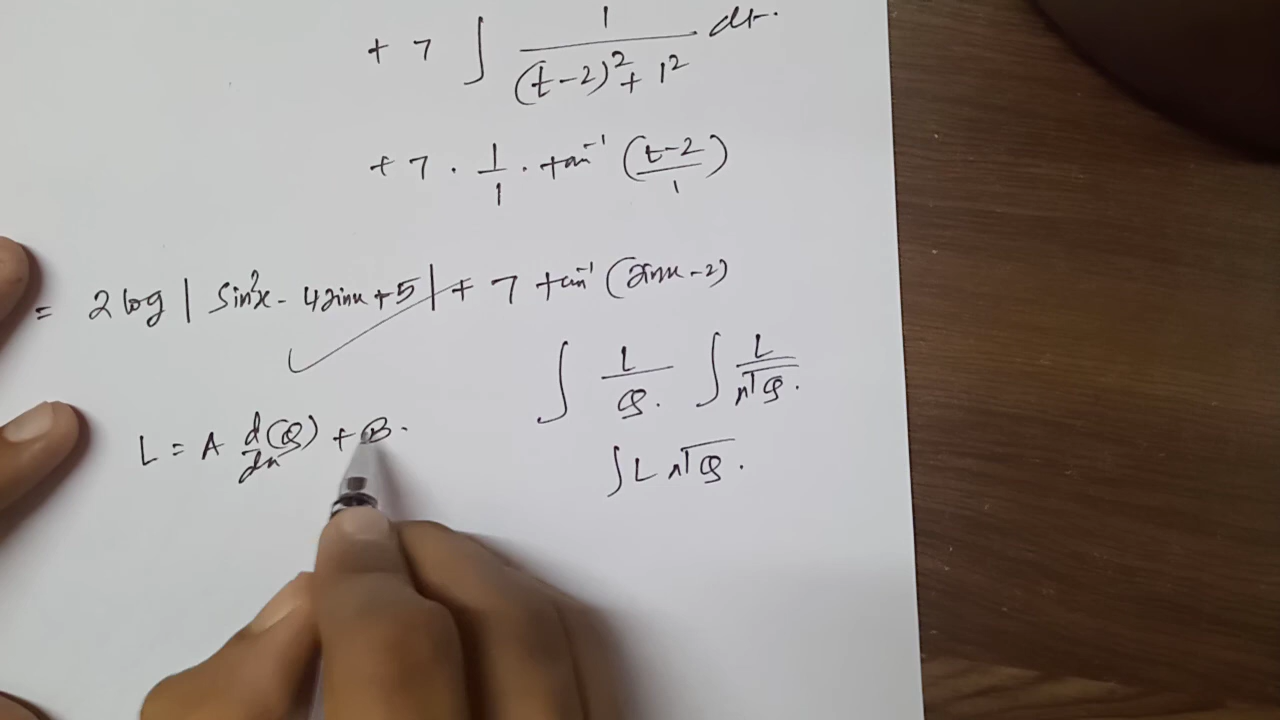 + 7 ∫ 1/((t-2)² + 1²) dt.
+ 7 . 1/1 . tan⁻¹ ((t-2)/1)
= 2 log | sin²x - 4 sinx + 5 | + 7 tan⁻¹ (sinx - 2)
∫ L/Q. ∫ L/√Q.
L = A d(Q)/dx + B.
∫ L √Q.